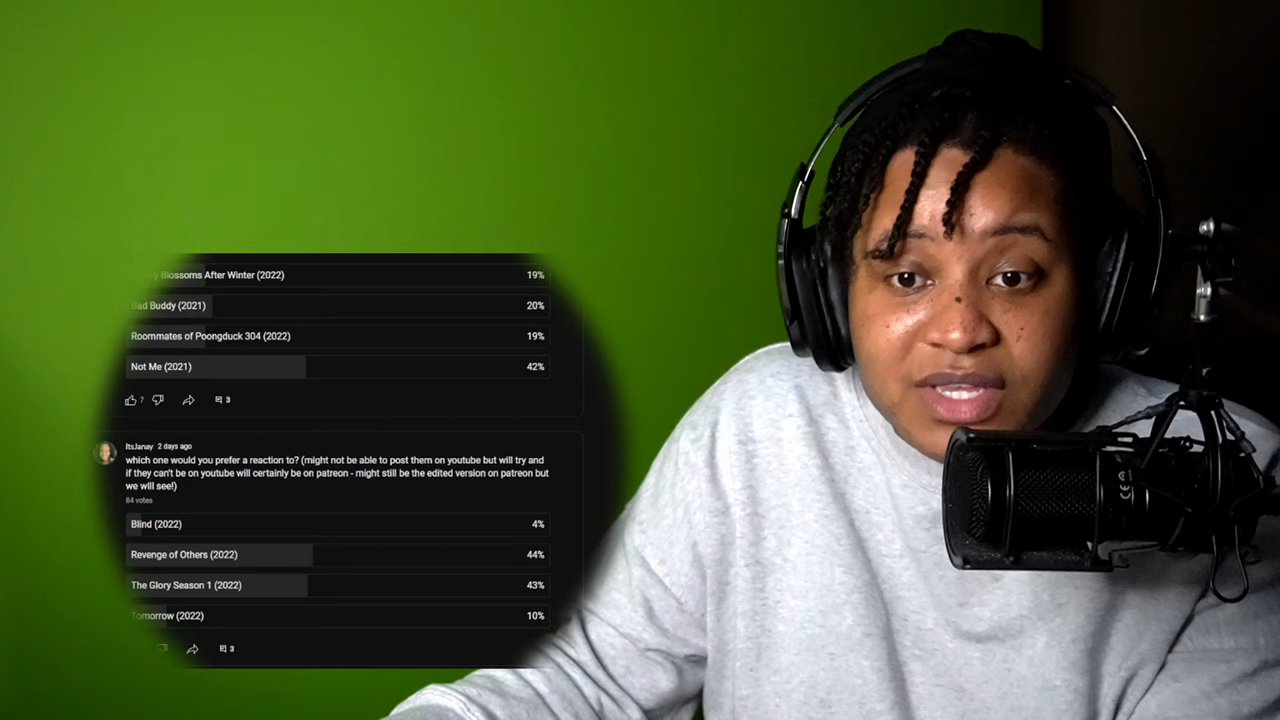 Blossoms After Winter (2022) 19%
Bad Buddy (2021) 20%
Roommates of Poongduck 304 (2022) 19%
Not Me (2021) 42%
7 3
ItsJanay 2 days ago
which one would you prefer a reaction to? (might not be able to post them on youtube but will try and
if they can't be on youtube will certainly be on patreon - might still be the edited version on patreon but
we will see!)
84 votes
Blind (2022) 4%
Revenge of Others (2022) 44%
The Glory Season 1 (2022) 43%
Tomorrow (2022) 10%
3
CE